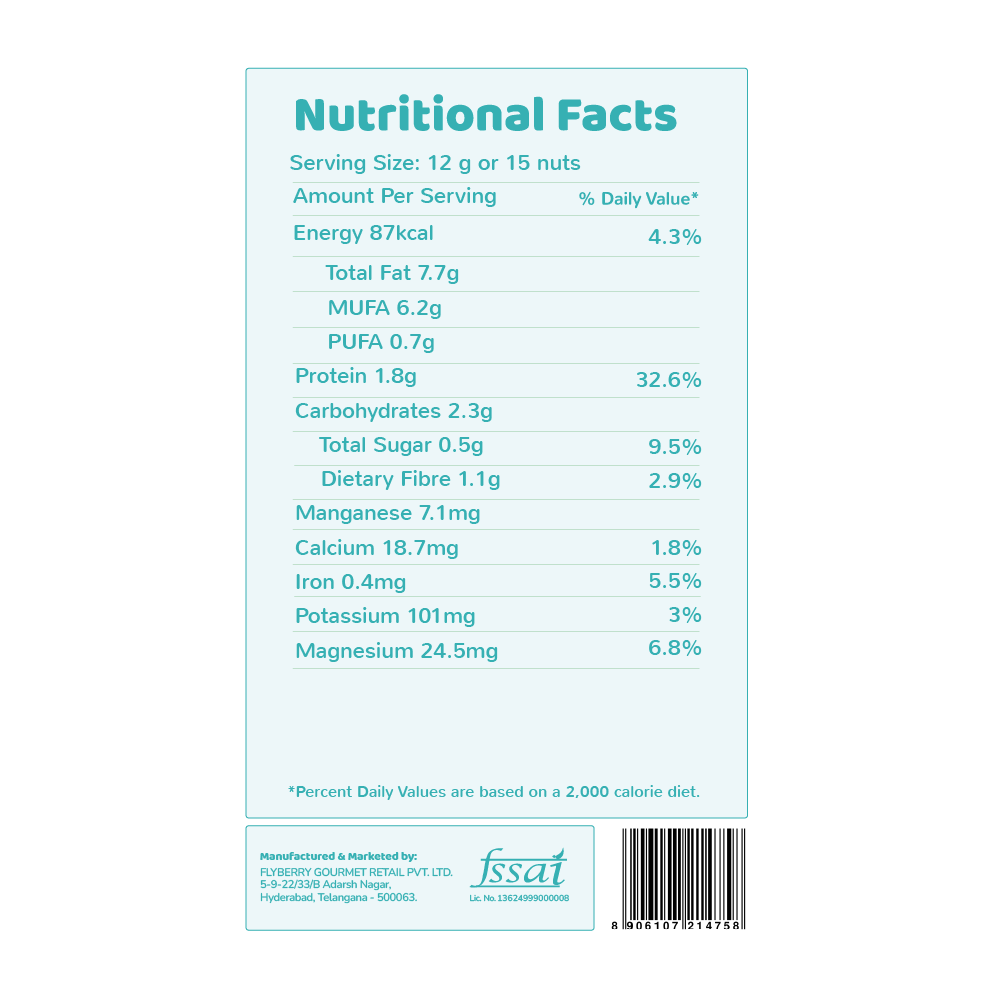 Nutritional Facts
Serving Size: 12 g or 15 nuts
Amount Per Serving % Daily Value*
Energy 87kcal 4.3%
Total Fat 7.7g
MUFA 6.2g
PUFA 0.7g
Protein 1.8g 32.6%
Carbohydrates 2.3g
Total Sugar 0.5g 9.5%
Dietary Fibre 1.1g 2.9%
Manganese 7.1mg
Calcium 18.7mg 1.8%
Iron 0.4mg 5.5%
Potassium 101mg 3%
Magnesium 24.5mg 6.8%
*Percent Daily Values are based on a 2,000 calorie diet.
Manufactured & Marketed by:
FLYBERRY GOURMET RETAIL PVT. LTD.
5-9-22/33/B Adarsh Nagar,
Hyderabad, Telangana - 500063.
fssai
Lic. No. 13624999000008
8 906107 214758